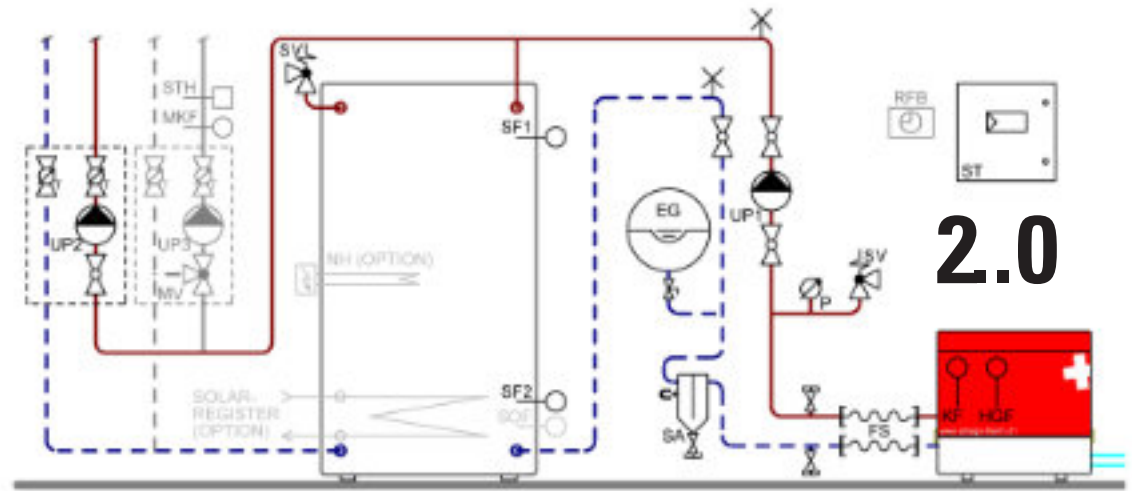 SVL
STH
MKF
SF1
RFB
ST
EG
UP1
UP2
UP3
MV
NH (OPTION)
2.0
P
SF2
SOLAR-
REGISTER
(OPTION)
SOF
SA
FS
KF
HGF